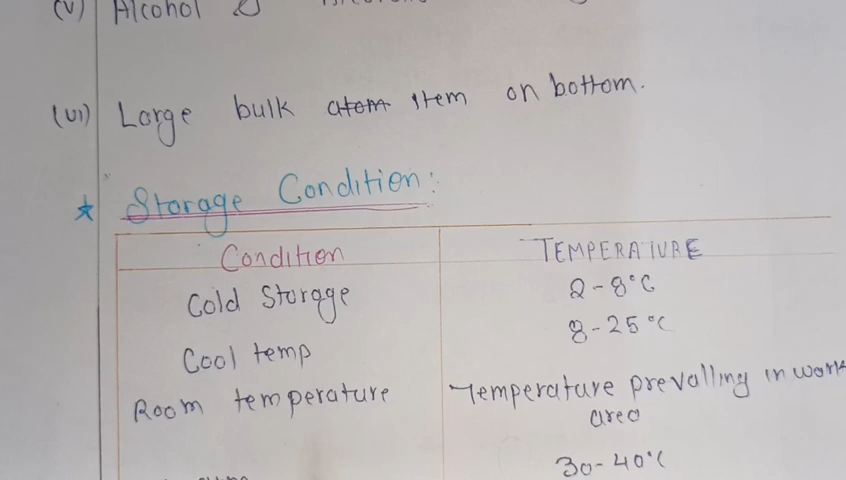 (v) Alcohol &
(vi) Large bulk atom item on bottom.
* Storage Condition:
Condition TEMPERATURE
Cold Storage 2-8°C
Cool temp 8-25°C
Room temperature Temperature prevalling in work
area
30-40°C